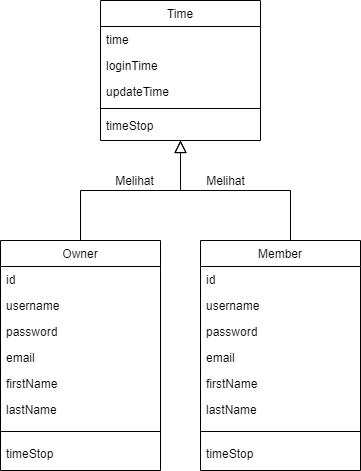 Time
time
loginTime
updateTime
timeStop
Melihat
Melihat
Owner
id
username
password
email
firstName
lastName
timeStop
Member
id
username
password
email
firstName
lastName
timeStop